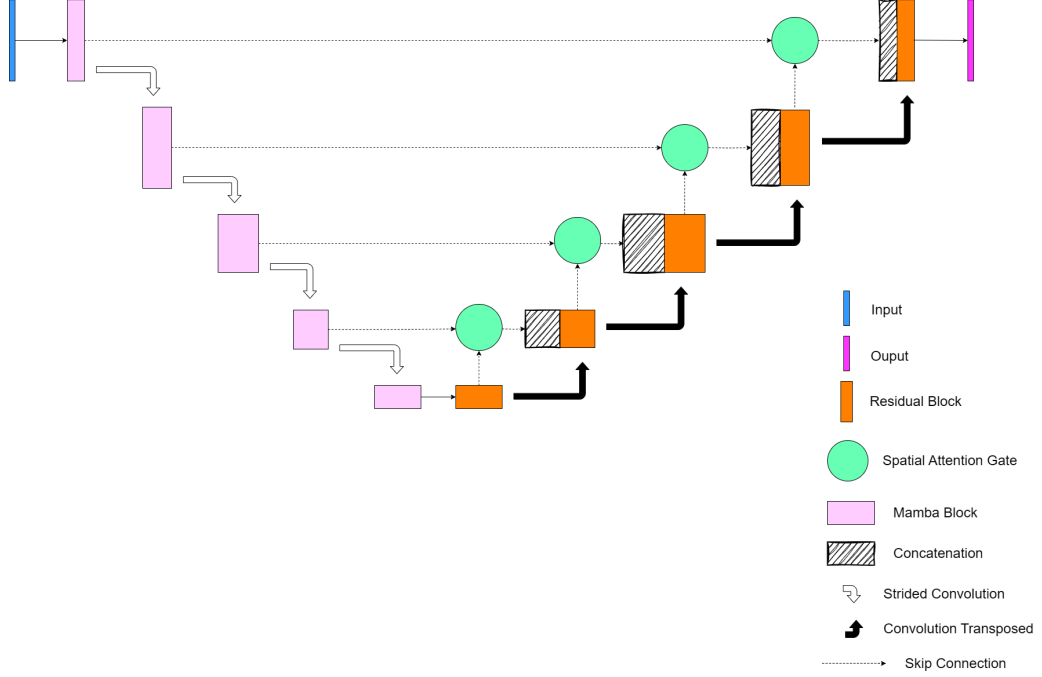 Input
Ouput
Residual Block
Spatial Attention Gate
Mamba Block
Concatenation
Strided Convolution
Convolution Transposed
Skip Connection